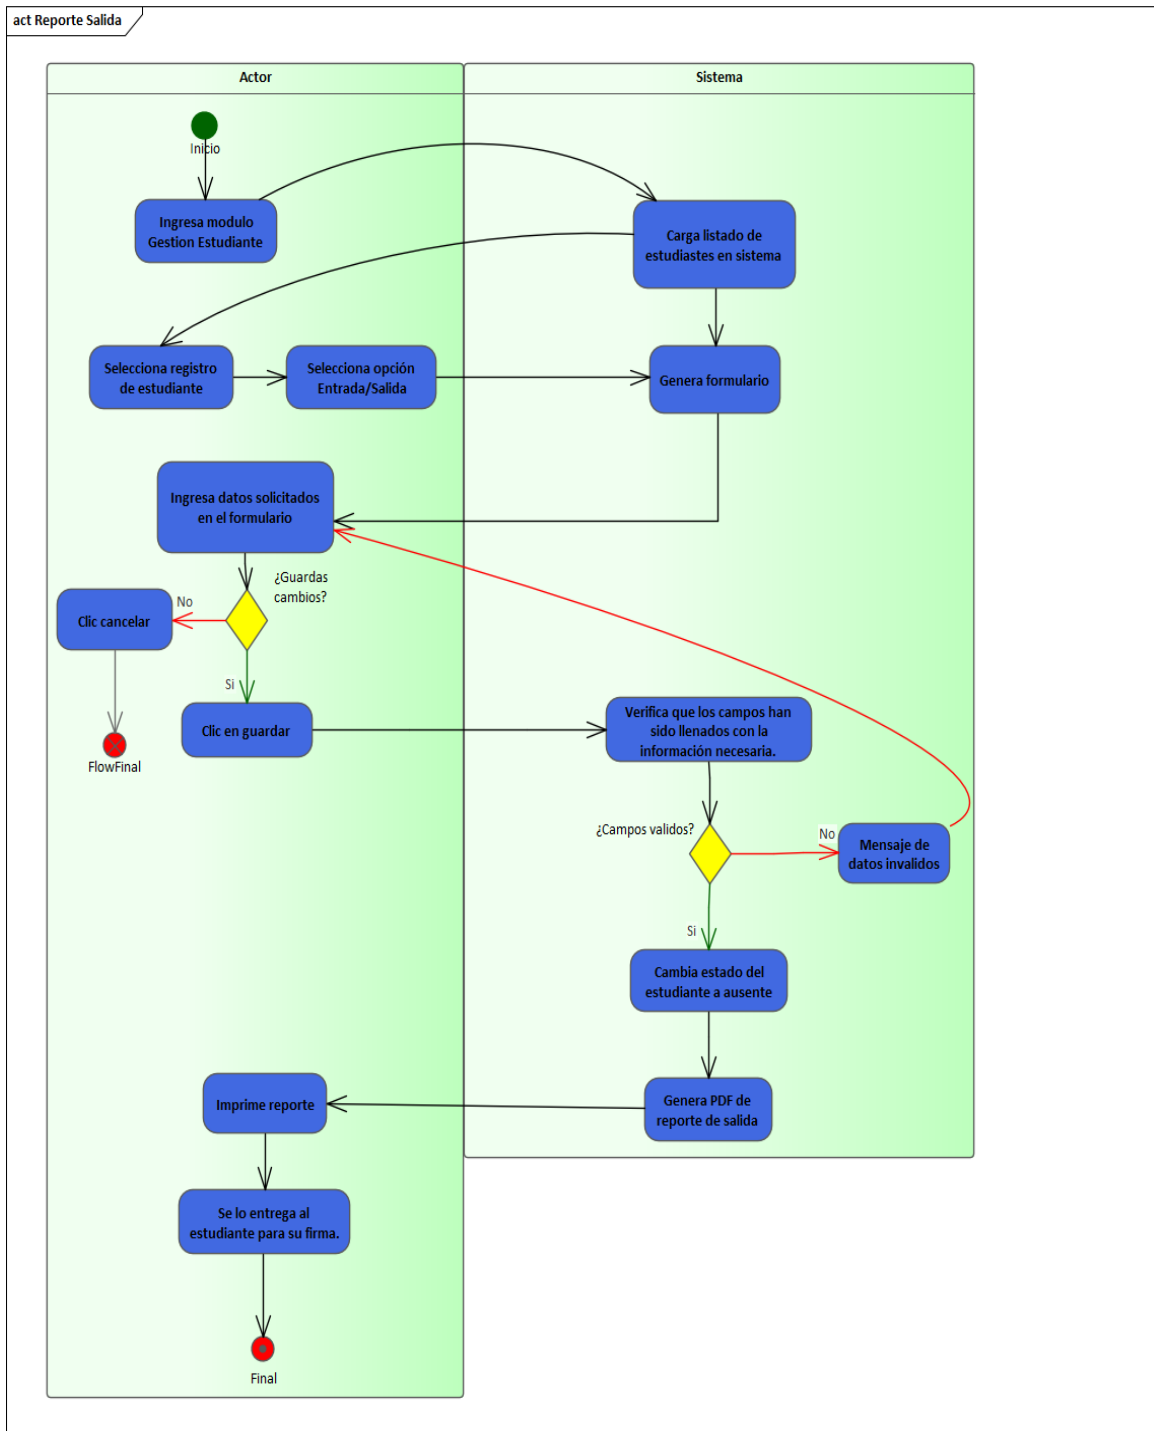 act Reporte Salida
Actor
Sistema
Inicio
Ingresa modulo
Gestion Estudiante
Carga listado de
estudiastes en sistema
Selecciona registro
de estudiante
Selecciona opción
Entrada/Salida
Genera formulario
Ingresa datos solicitados
en el formulario
¿Guardas
cambios?
No
Clic cancelar
Si
Clic en guardar
FlowFinal
Verifica que los campos han
sido llenados con la
información necesaria.
¿Campos validos?
No
Mensaje de
datos invalidos
Si
Cambia estado del
estudiante a ausente
Genera PDF de
reporte de salida
Imprime reporte
Se lo entrega al
estudiante para su firma.
Final